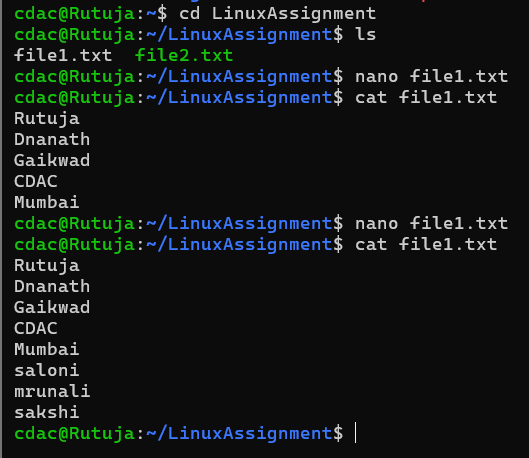 cdac@Rutuja:~$ cd LinuxAssignment
cdac@Rutuja:~/LinuxAssignment$ ls
file1.txt  file2.txt
cdac@Rutuja:~/LinuxAssignment$ nano file1.txt
cdac@Rutuja:~/LinuxAssignment$ cat file1.txt
Rutuja
Dnanath
Gaikwad
CDAC
Mumbai
cdac@Rutuja:~/LinuxAssignment$ nano file1.txt
cdac@Rutuja:~/LinuxAssignment$ cat file1.txt
Rutuja
Dnanath
Gaikwad
CDAC
Mumbai
saloni
mrunali
sakshi
cdac@Rutuja:~/LinuxAssignment$